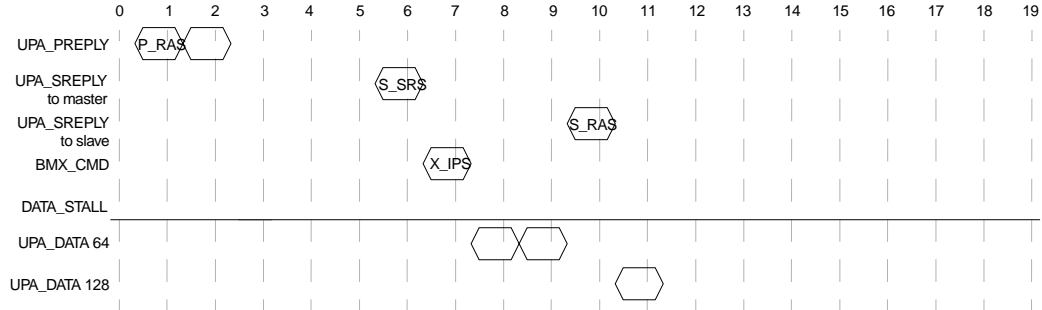 0 1 2 3 4 5 6 7 8 9 10 11 12 13 14 15 16 17 18 19
UPA_PREPLY P_RAS
UPA_SREPLY S_SRS
to master
UPA_SREPLY S_RAS
to slave
BMX_CMD X_IPS
DATA_STALL
UPA_DATA 64
UPA_DATA 128